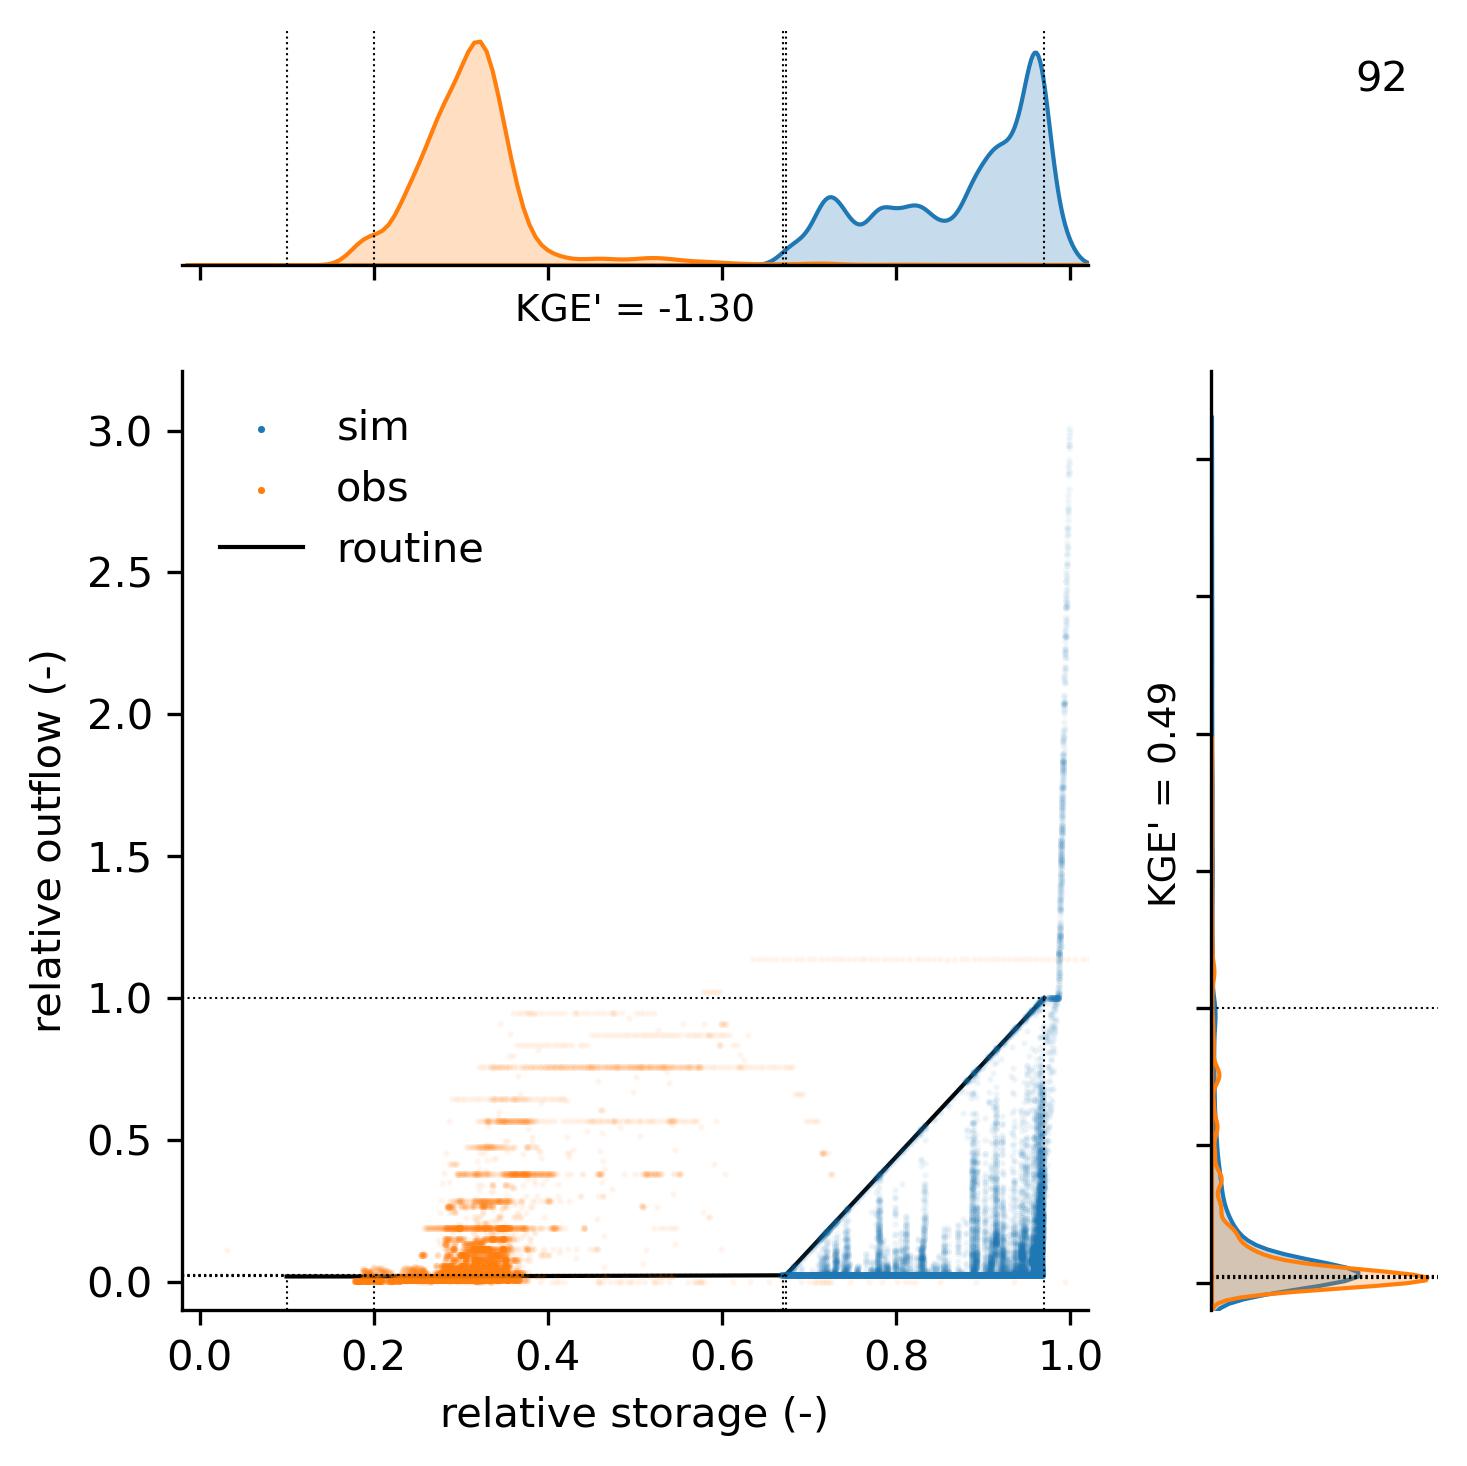 92
KGE' = -1.30
sim
obs
routine
3.0
2.5
2.0
1.5
1.0
0.5
0.0
relative outflow (-)
KGE' = 0.49
0.0 0.2 0.4 0.6 0.8 1.0
relative storage (-)